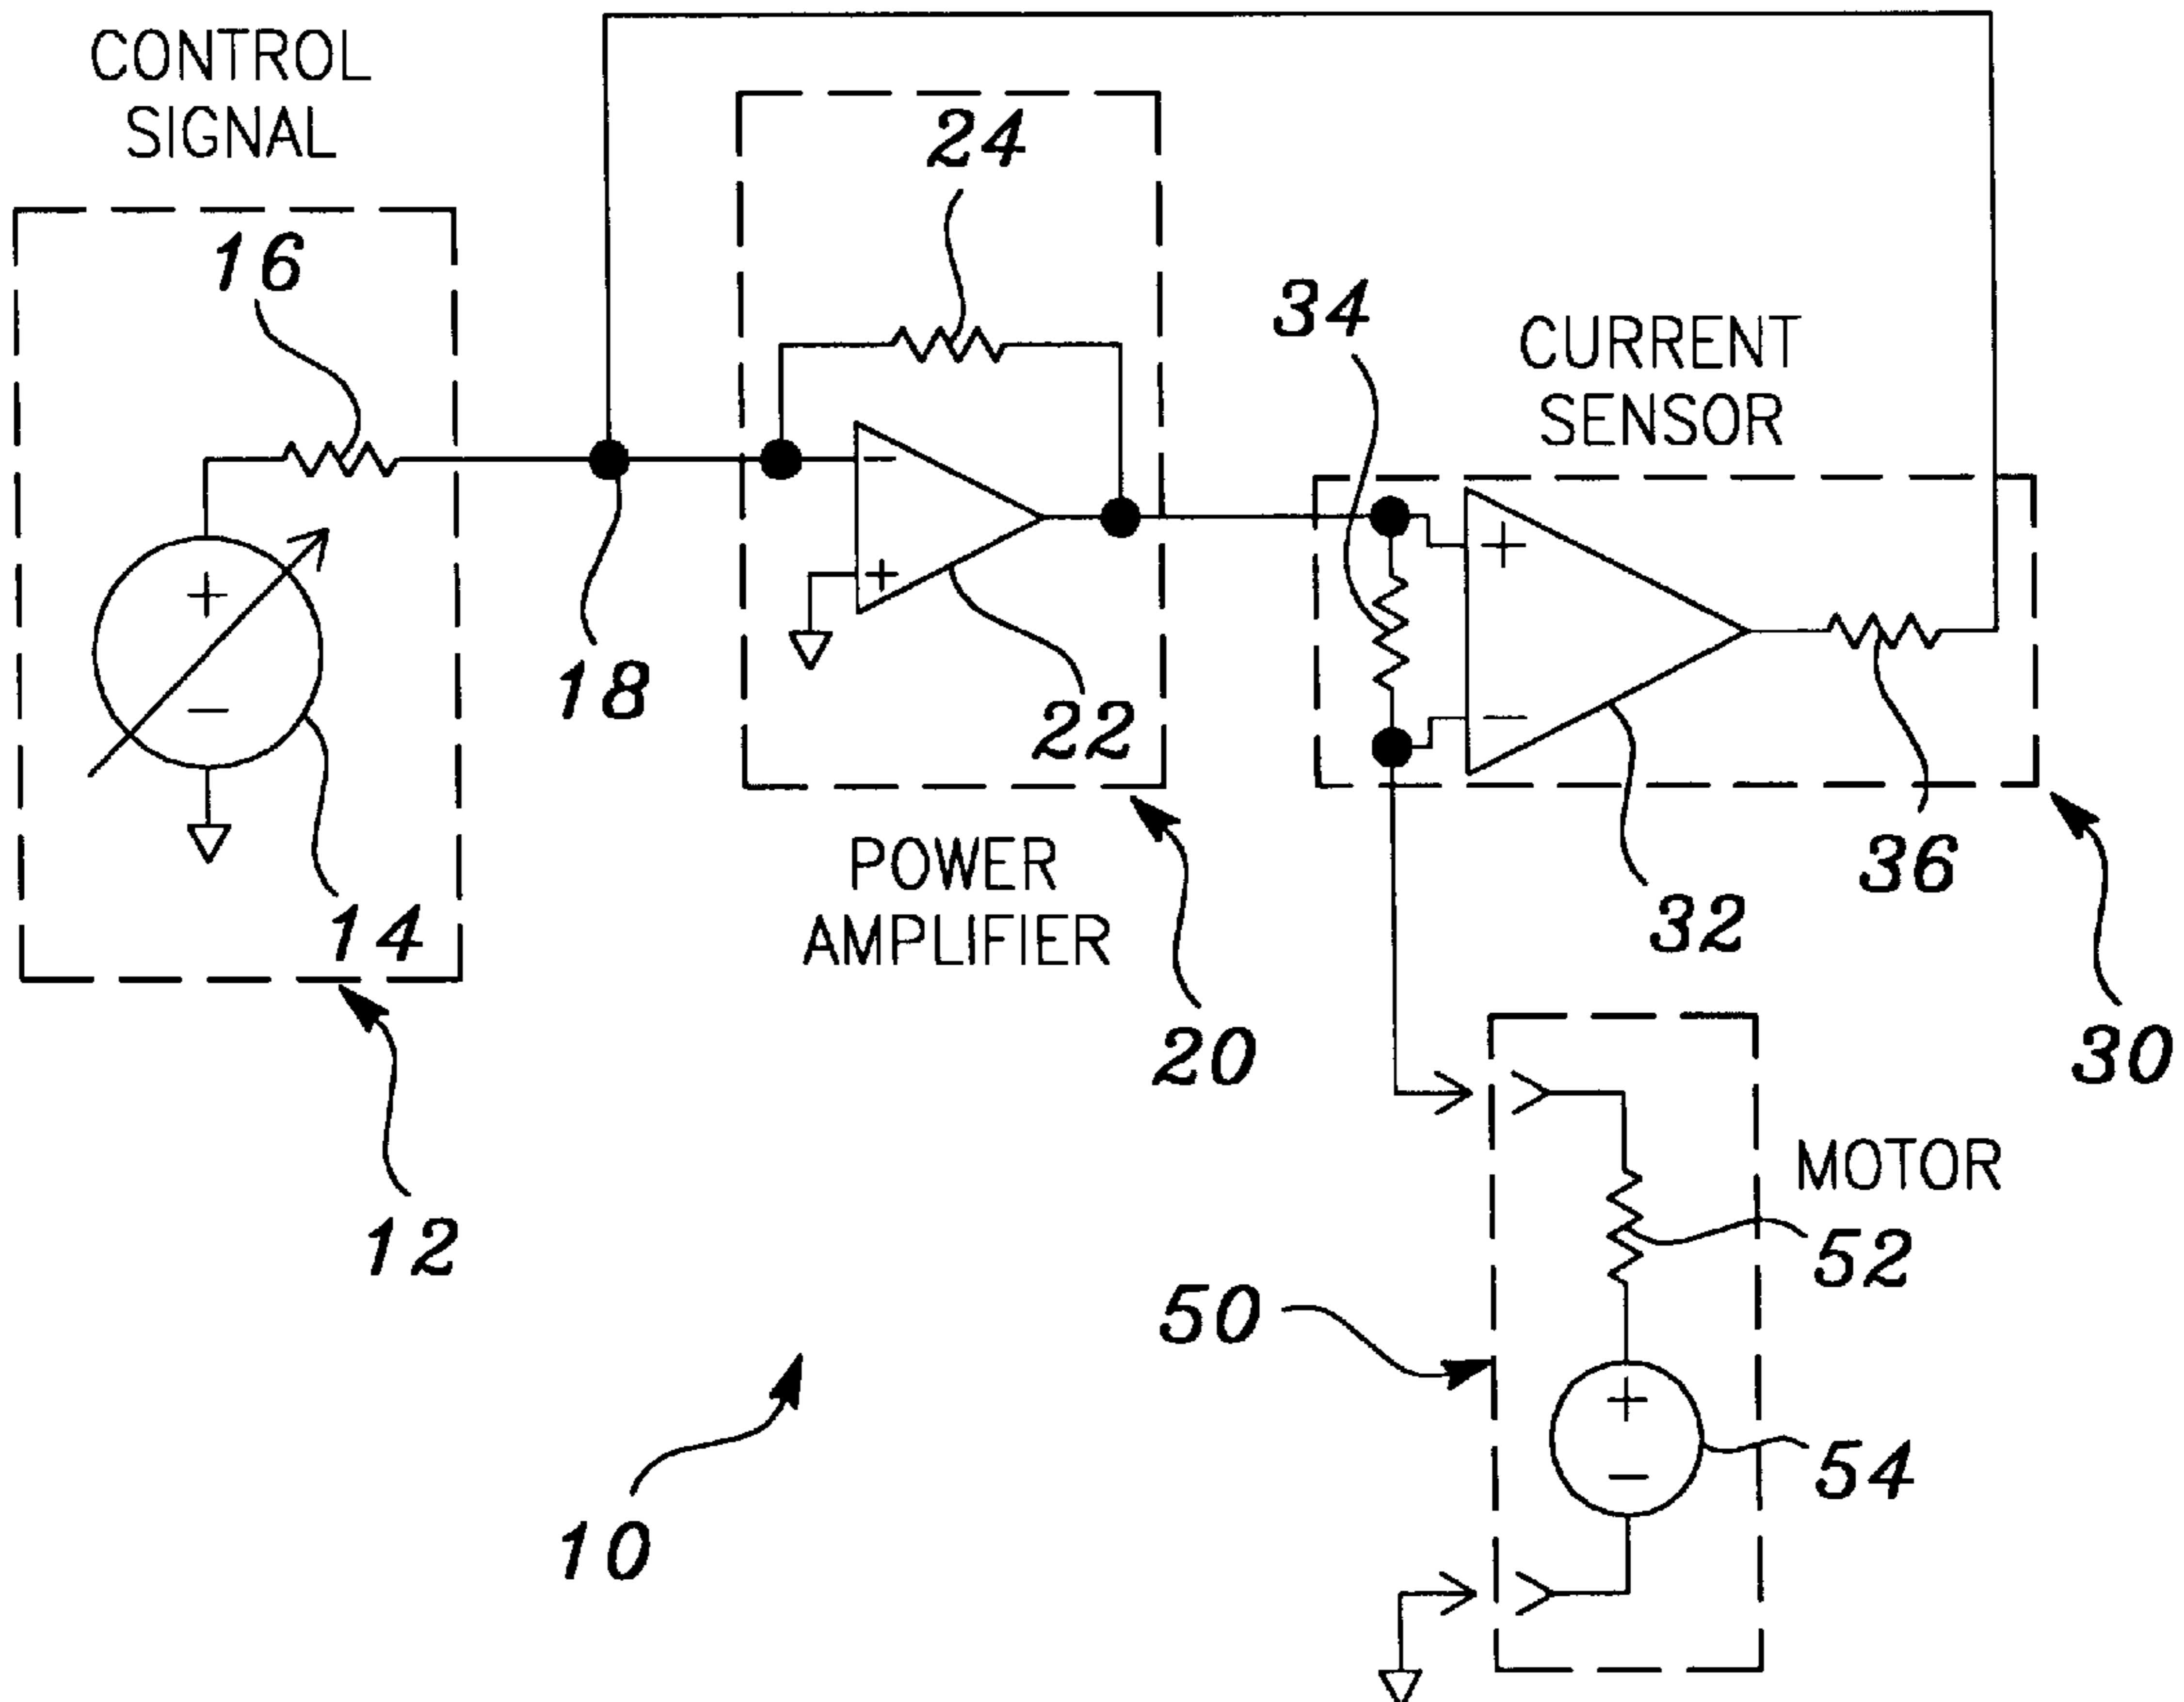 CONTROL
SIGNAL
16
14
12
18
24
22
POWER
AMPLIFIER
20
34
CURRENT
SENSOR
32
36
30
MOTOR
52
54
50
10